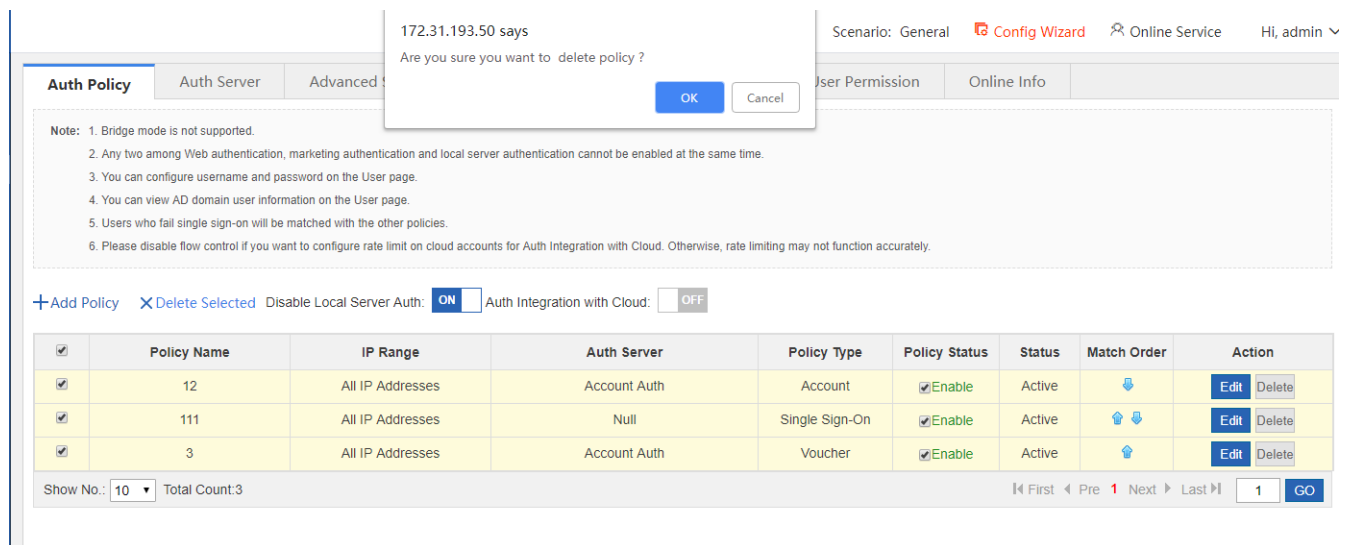 172.31.193.50 says
Are you sure you want to  delete policy ?
OK Cancel
Scenario: General Config Wizard Online Service Hi, admin
Auth Policy Auth Server Advanced User Permission Online Info
Note: 1. Bridge mode is not supported.
2. Any two among Web authentication, marketing authentication and local server authentication cannot be enabled at the same time.
3. You can configure username and password on the User page.
4. You can view AD domain user information on the User page.
5. Users who fail single sign-on will be matched with the other policies.
6. Please disable flow control if you want to configure rate limit on cloud accounts for Auth Integration with Cloud. Otherwise, rate limiting may not function accurately.
Add Policy Delete Selected Disable Local Server Auth: ON Auth Integration with Cloud: OFF
Policy Name IP Range Auth Server Policy Type Policy Status Status Match Order Action
12 All IP Addresses Account Auth Account Enable Active Edit Delete
111 All IP Addresses Null Single Sign-On Enable Active Edit Delete
3 All IP Addresses Account Auth Voucher Enable Active Edit Delete
Show No.: 10 Total Count:3 First Pre 1 Next Last 1 GO